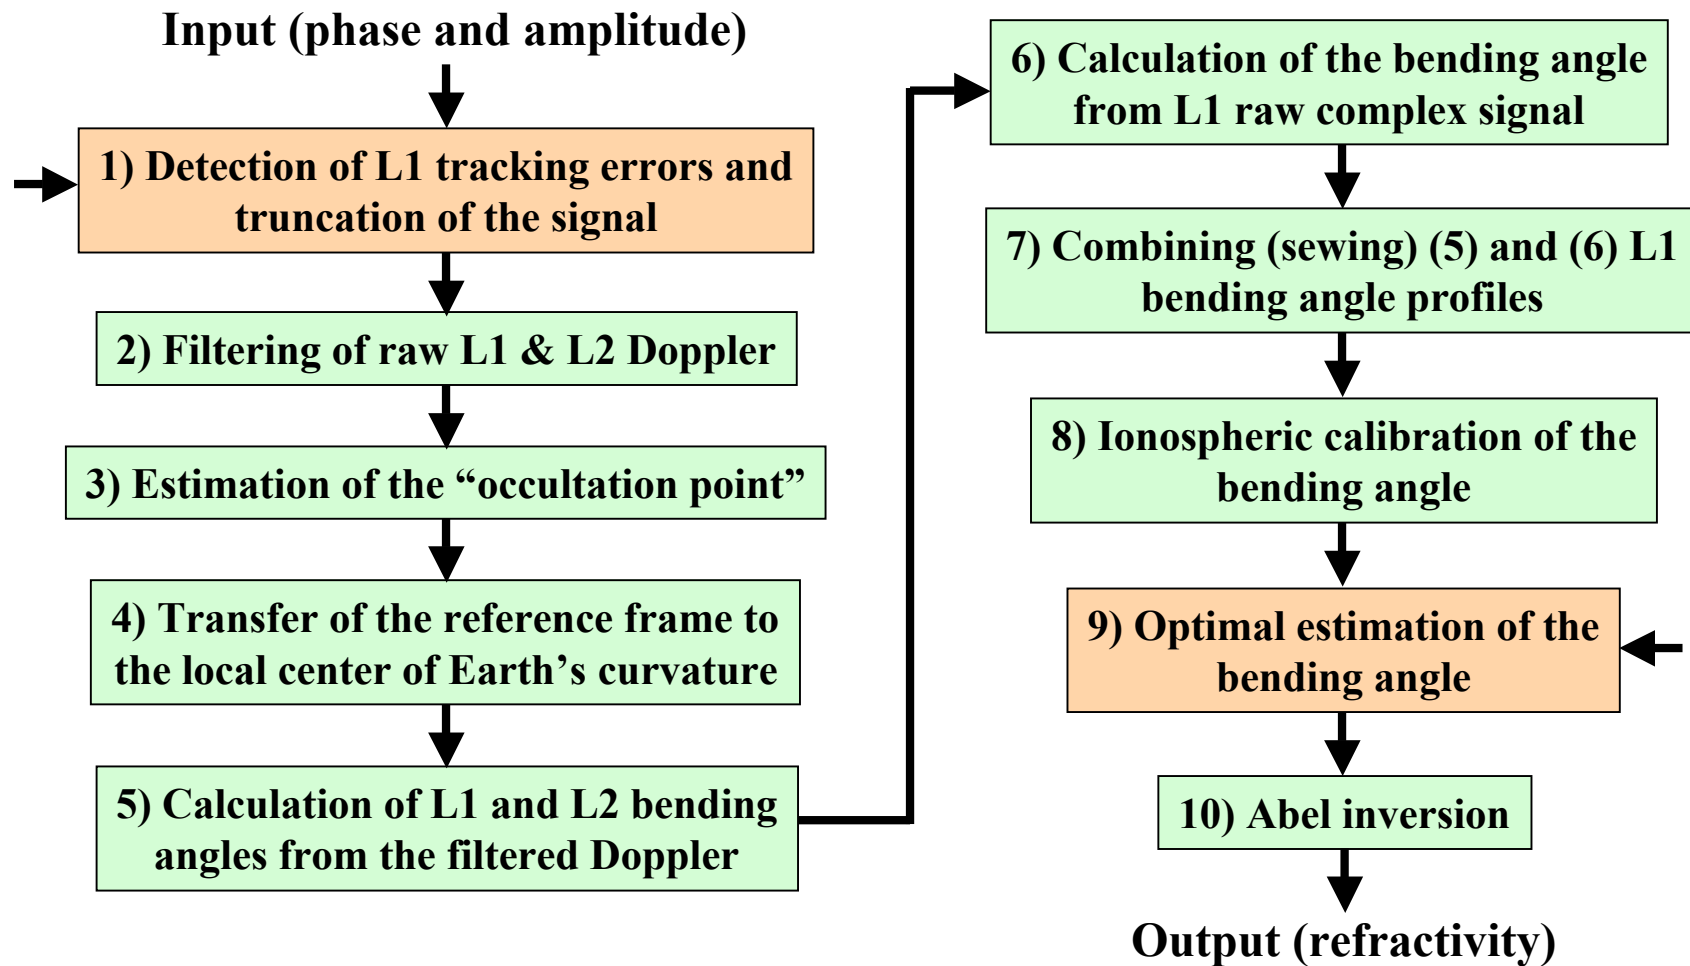 Input (phase and amplitude)
1) Detection of L1 tracking errors and
truncation of the signal
2) Filtering of raw L1 & L2 Doppler
3) Estimation of the “occultation point”
4) Transfer of the reference frame to
the local center of Earth’s curvature
5) Calculation of L1 and L2 bending
angles from the filtered Doppler
6) Calculation of the bending angle
from L1 raw complex signal
7) Combining (sewing) (5) and (6) L1
bending angle profiles
8) Ionospheric calibration of the
bending angle
9) Optimal estimation of the
bending angle
10) Abel inversion
Output (refractivity)